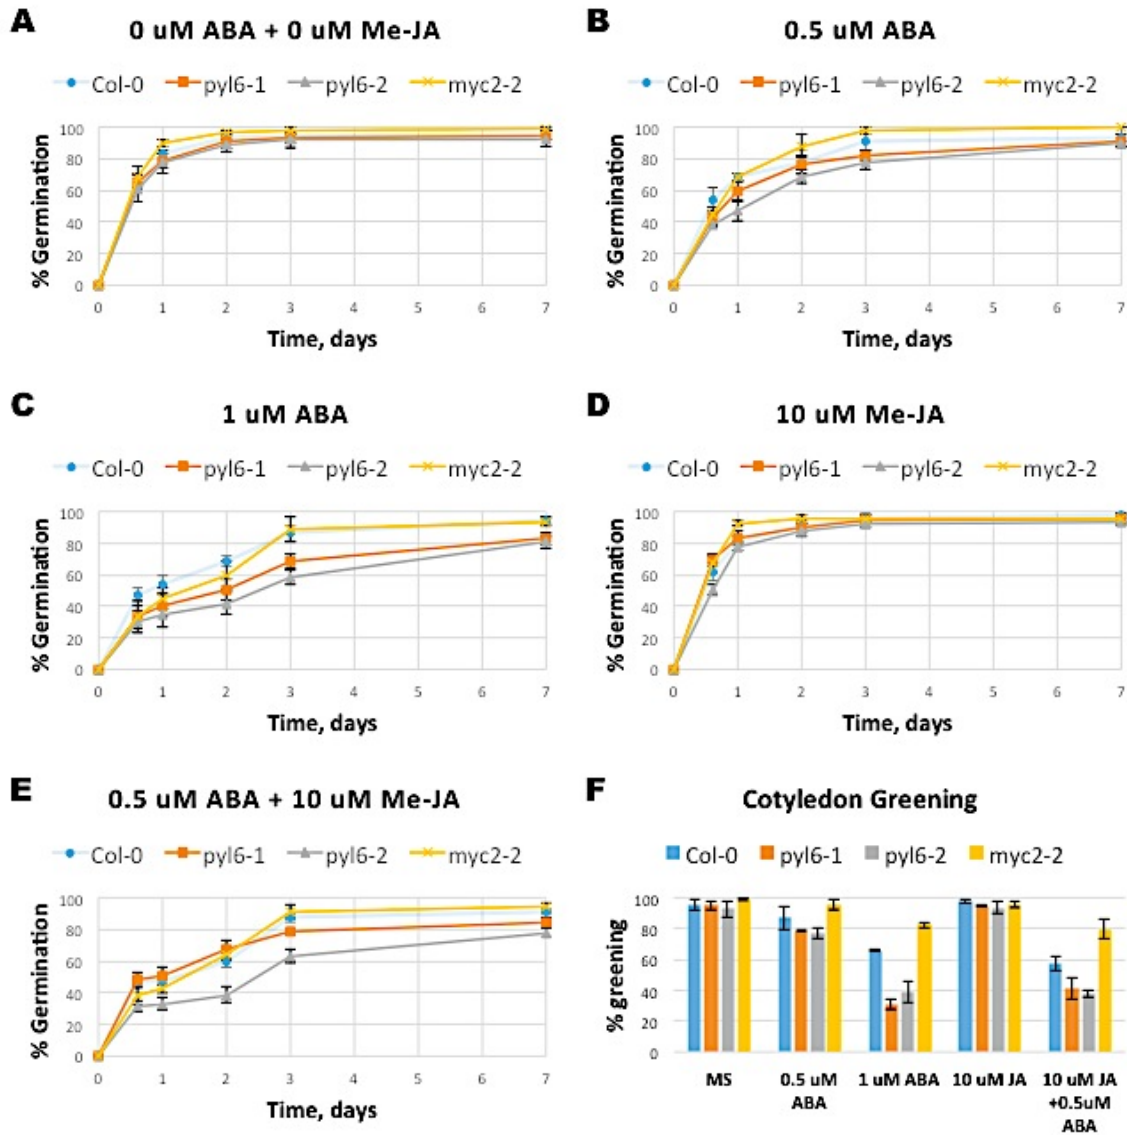 A
0 uM ABA + 0 uM Me-JA
Col-0 pyl6-1 pyl6-2 myc2-2
% Germination
100
80
60
40
20
0
0 1 2 3 4 5 6 7
Time, days
B
0.5 uM ABA
Col-0 pyl6-1 pyl6-2 myc2-2
% Germination
100
80
60
40
20
0
0 1 2 3 4 5 6 7
Time, days
C
1 uM ABA
Col-0 pyl6-1 pyl6-2 myc2-2
% Germination
100
80
60
40
20
0
0 1 2 3 4 5 6 7
Time, days
D
10 uM Me-JA
Col-0 pyl6-1 pyl6-2 myc2-2
% Germination
100
80
60
40
20
0
0 1 2 3 4 5 6 7
Time, days
E
0.5 uM ABA + 10 uM Me-JA
Col-0 pyl6-1 pyl6-2 myc2-2
% Germination
100
80
60
40
20
0
0 1 2 3 4 5 6 7
Time, days
F
Cotyledon Greening
Col-0 pyl6-1 pyl6-2 myc2-2
% greening
100
80
60
40
20
0
MS 0.5 uM 1 uM ABA 10 uM JA 10 uM JA
ABA +0.5uM
ABA